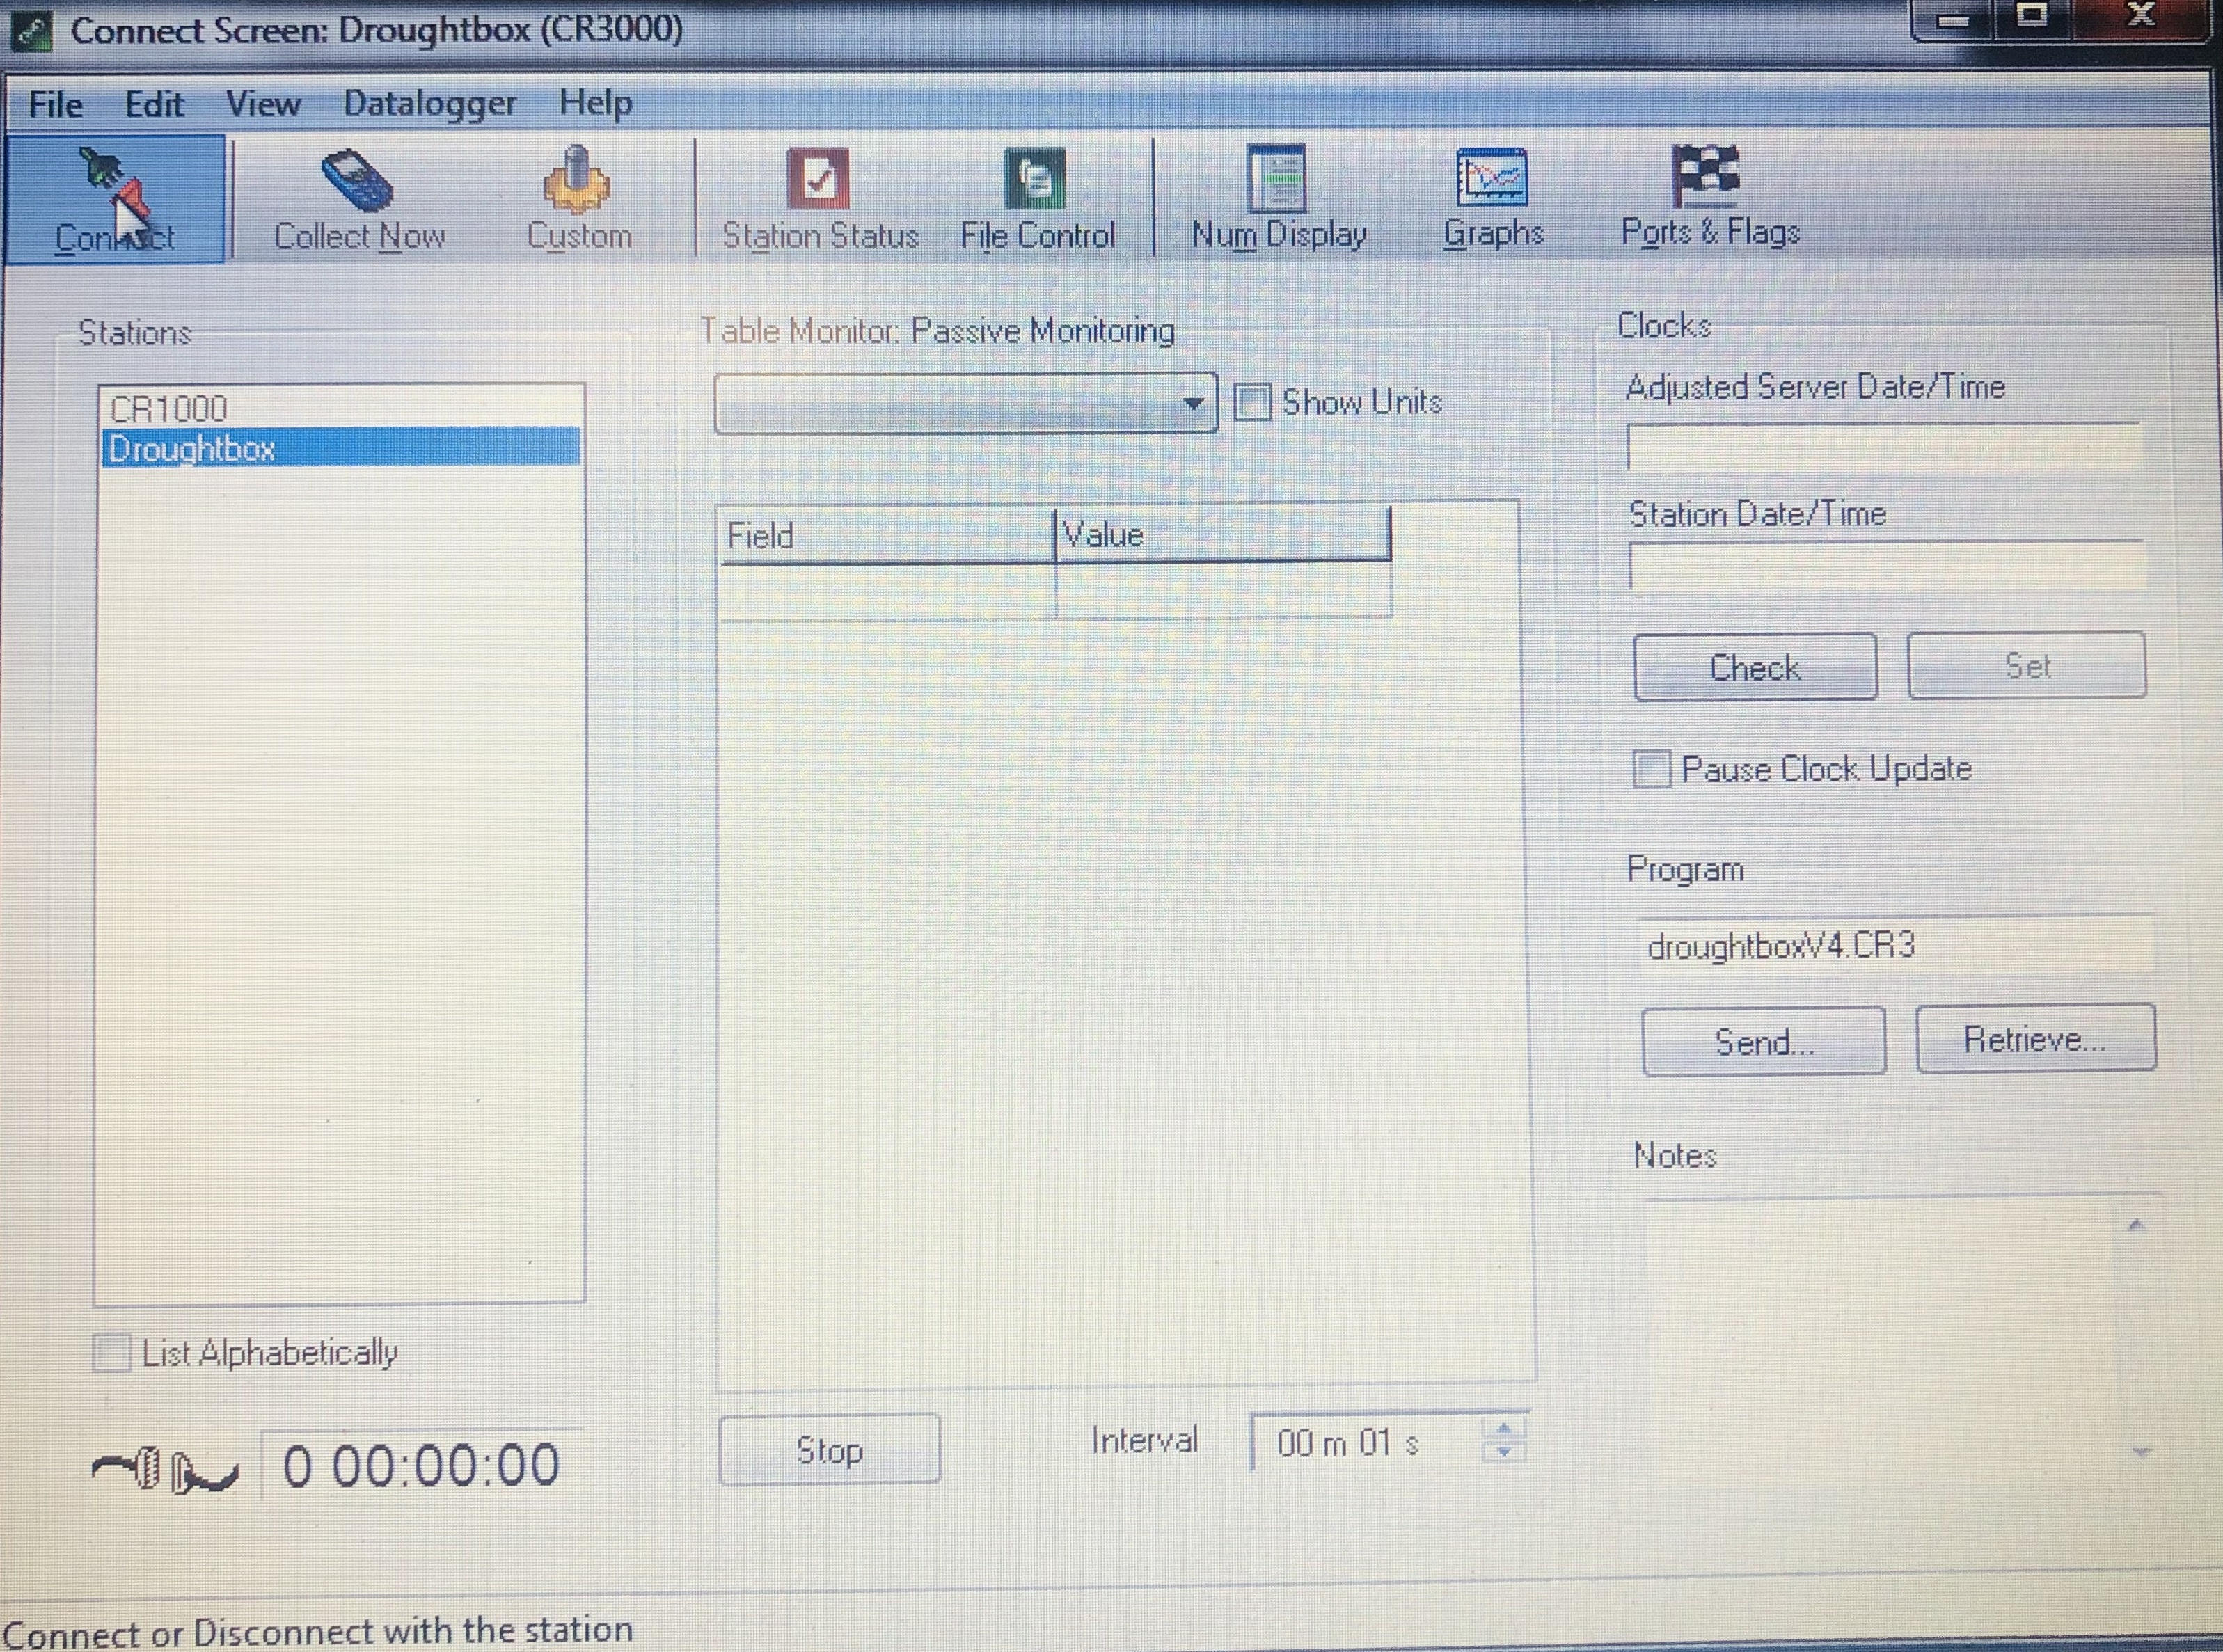 Connect Screen: Droughtbox (CR3000)
File Edit View Datalogger Help
Connect Collect Now Custom Station Status File Control Num Display Graphs Ports & Flags
Stations
CR1000
Droughtbox
List Alphabetically
0 00:00:00
Table Monitor: Passive Monitoring
Show Units
Field Value
Stop Interval 00 m 01 s
Clocks
Adjusted Server Date/Time
Station Date/Time
Check Set
Pause Clock Update
Program
droughtboxV4.CR3
Send... Retrieve...
Notes
Connect or Disconnect with the station